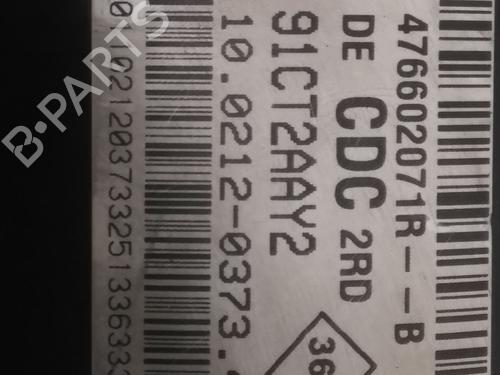 476602071R--B
DE CDC 2RD
91CT2AAY2
10.0212-0373.
36
B-PARTS